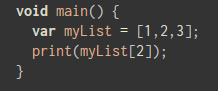 void main() {
  var myList = [1,2,3];
  print(myList[2]);
}